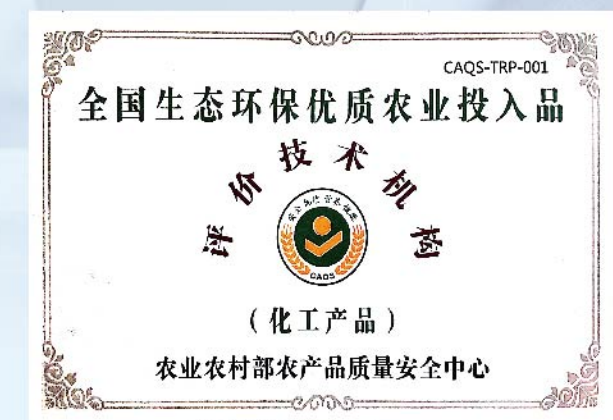 CAQS-TRP-001
全国生态环保优质农业投入品
评价技术机构
CAQS
（化工产品）
农业农村部农产品质量安全中心